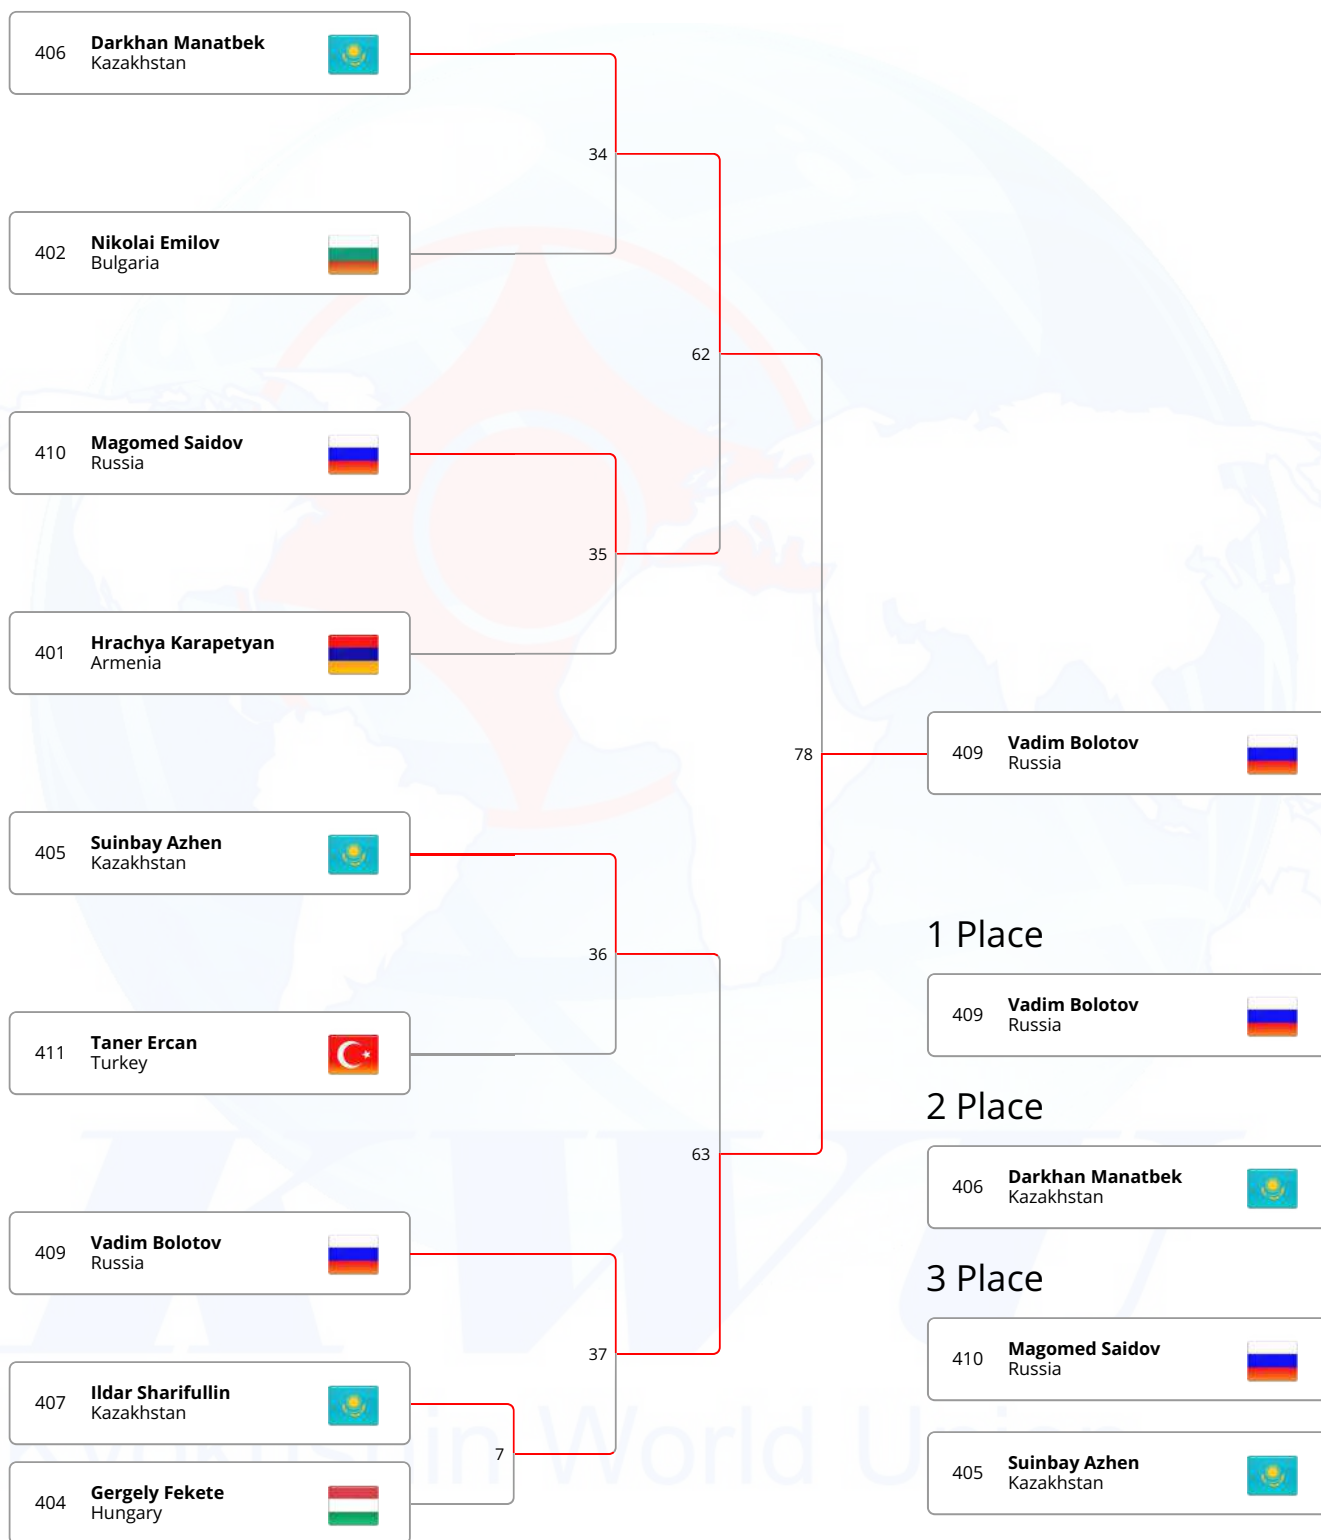 406 Darkhan Manatbek
Kazakhstan
34
402 Nikolai Emilov
Bulgaria
62
410 Magomed Saidov
Russia
35
401 Hrachya Karapetyan
Armenia
78
409 Vadim Bolotov
Russia
405 Suinbay Azhen
Kazakhstan
36
411 Taner Ercan
Turkey
63
409 Vadim Bolotov
Russia
37
407 Ildar Sharifullin
Kazakhstan
7
404 Gergely Fekete
Hungary
1 Place
409 Vadim Bolotov
Russia
2 Place
406 Darkhan Manatbek
Kazakhstan
3 Place
410 Magomed Saidov
Russia
405 Suinbay Azhen
Kazakhstan
KWU
World